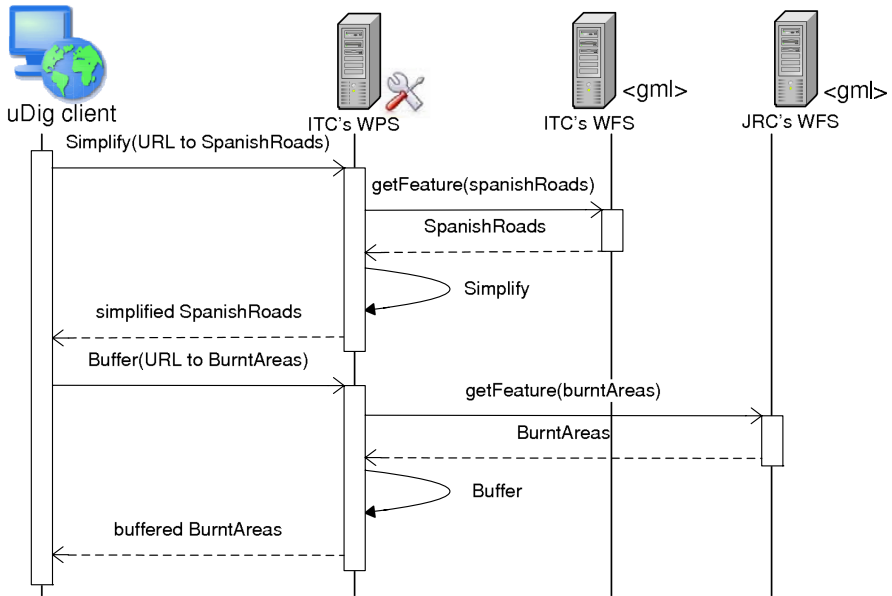 uDig client
ITC's WPS
<gml>
ITC's WFS
<gml>
JRC's WFS
Simplify(URL to SpanishRoads)
getFeature(spanishRoads)
SpanishRoads
Simplify
simplified SpanishRoads
Buffer(URL to BurntAreas)
getFeature(burntAreas)
BurntAreas
Buffer
buffered BurntAreas